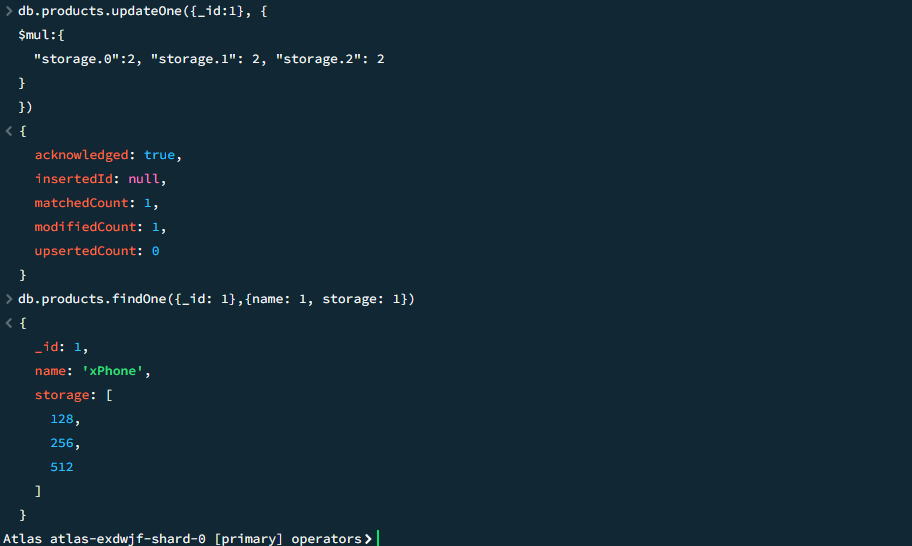 db.products.updateOne({_id:1}, {
$mul:{
"storage.0":2, "storage.1": 2, "storage.2": 2
}
})
{
acknowledged: true,
insertedId: null,
matchedCount: 1,
modifiedCount: 1,
upsertedCount: 0
}
db.products.findOne({_id: 1},{name: 1, storage: 1})
{
_id: 1,
name: 'xPhone',
storage: [
128,
256,
512
]
}
Atlas atlas-exdwjf-shard-0 [primary] operators>